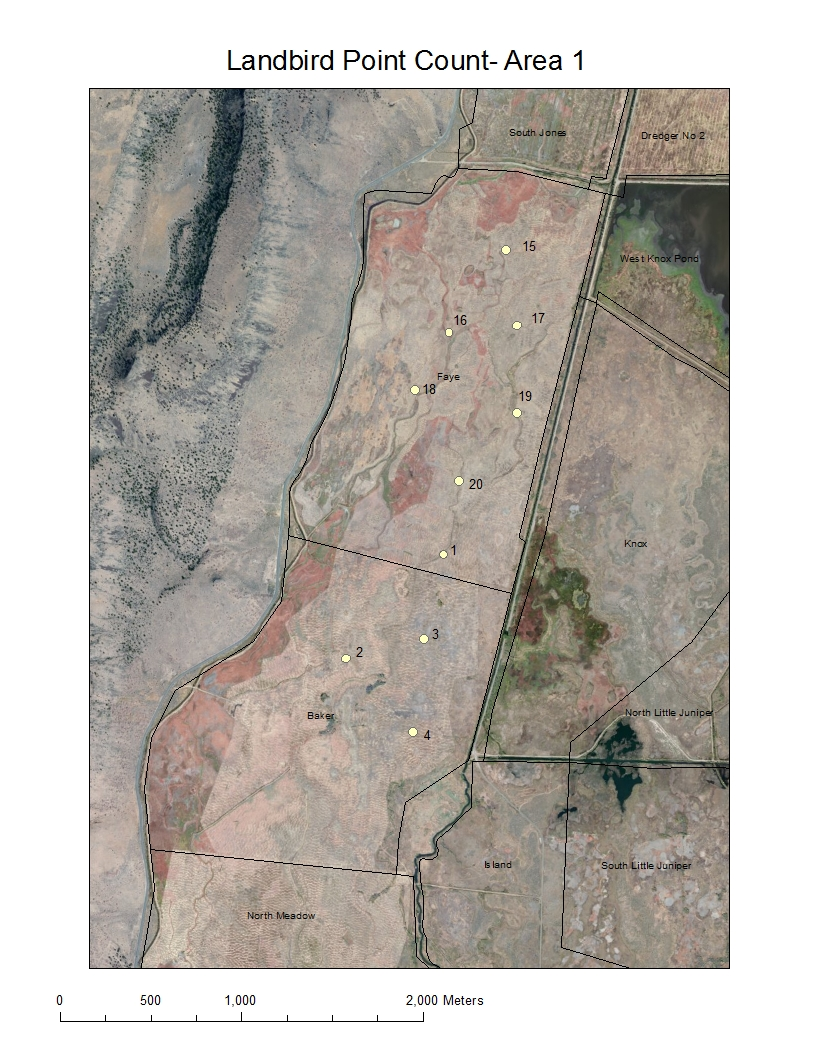 Landbird Point Count- Area 1
South Jones
Dredger No 2
15
West Knox Pond
16
17
Faye
18
19
20
Knox
1
3
2
North Little Juniper
Baker
4
Island
South Little Juniper
North Meadow
0 500 1,000 2,000 Meters